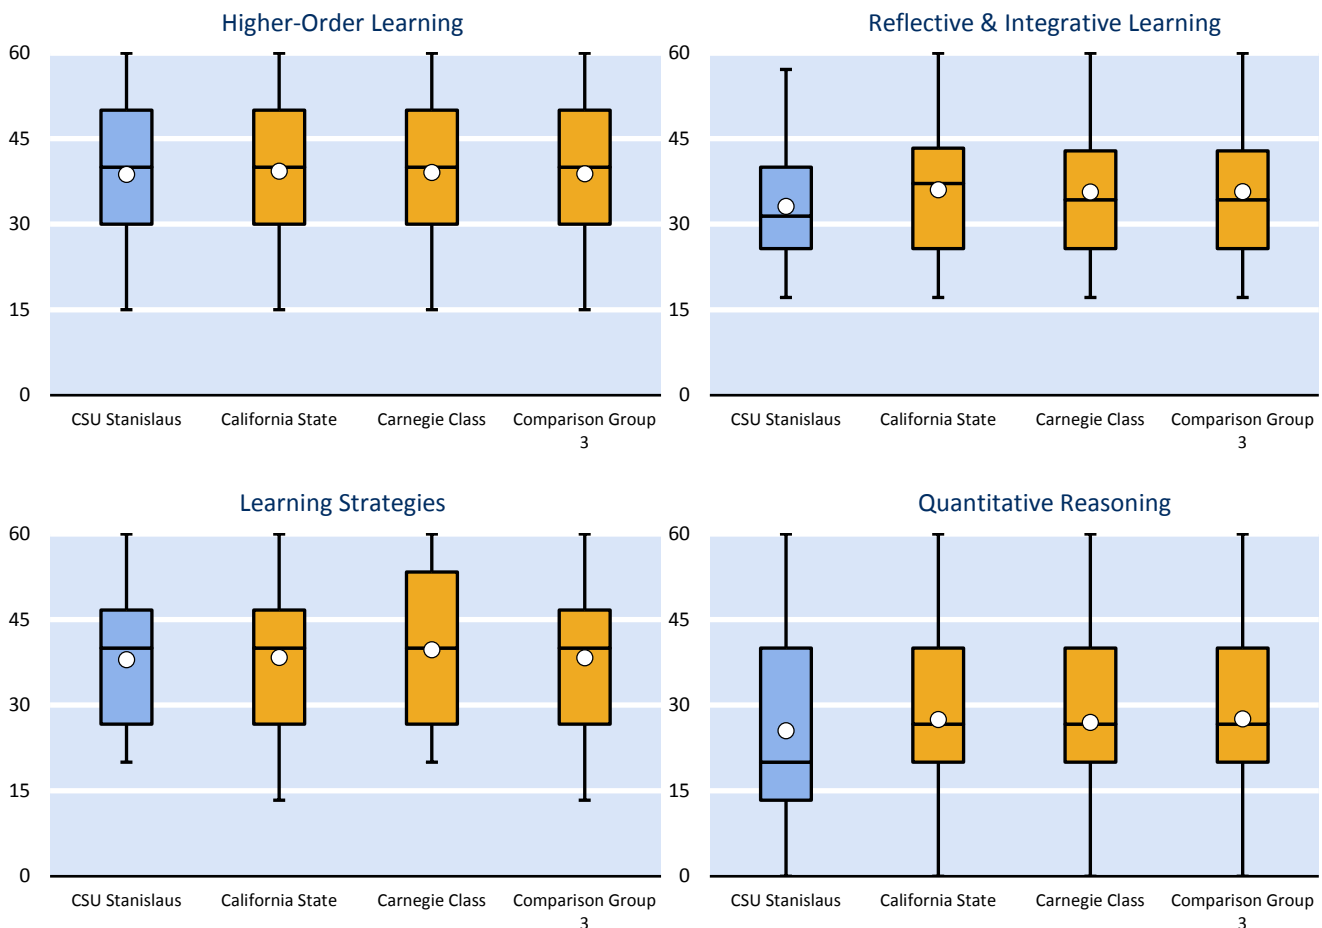 Higher-Order Learning
60
45
30
15
0
CSU Stanislaus
California State
Carnegie Class
Comparison Group
3
Reflective & Integrative Learning
60
45
30
15
0
CSU Stanislaus
California State
Carnegie Class
Comparison Group
3
Learning Strategies
60
45
30
15
0
CSU Stanislaus
California State
Carnegie Class
Comparison Group
3
Quantitative Reasoning
60
45
30
15
0
CSU Stanislaus
California State
Carnegie Class
Comparison Group
3